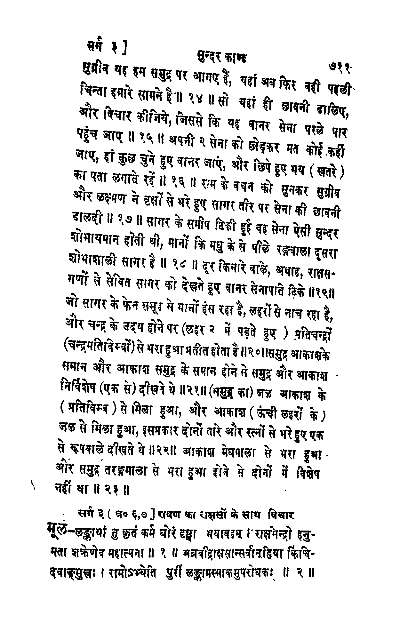 सर्ग ३ ] सुन्दर काण्ड ७११
सुग्रीव यह हम समुद्र पर आगए हैं, यहां अब फिर वही पहली
चिन्ता हमारे सामने है ॥ १४ ॥ सो यहां ही छावनी डालिए,
और विचार कीजिये, जिससे कि यह वानर सेना परले पार
पहुंच जाए ॥ १५ ॥ अपनी २ सेना को छोड़कर मत कोई कहीं
जाए, हां कुछ चुने हुए वानर जाएं, और छिपे हुए भय ( खतरे )
का पता लगाते रहें ॥ १६ ॥ राम के वचन को सुनकर सुग्रीव
और लक्ष्मण ने वृक्षों से भरे हुए सागर तीर पर सेना की छावनी
डालदी ॥ १७ ॥ सागर के समीप टिकी हुई वह सेना ऐसी सुन्दर
शोभायमान होती थी, मानों कि मधु के से पीले रङ्गवाला दूसरा
शोभाशाली सागर है ॥ १८ ॥ दूर किनारे वाले, अथाह, राक्षस-
गणों से सेवित सागर को देखते हुए वानर सेनापति टिके ॥१९॥
जो सागर के फेन समूह से मानों हंस रहा है, लहरों से नाच रहा है,
और चन्द्र के उदय होने पर (लहर २ में पड़ते हुए ) प्रतिचन्द्रों
(चन्द्रप्रतिबिम्बों) से भरा हुआ प्रतीत होता है॥२०॥समुद्र आकाशके
समान और आकाश समुद्र के समान होने से समुद्र और आकाश
निर्विशेष (एक से) दीखते थे ॥२१॥ (समुद्र का) जल आकाश के
( प्रतिबिम्ब ) से मिला हुआ, और आकाश (ऊंची लहरों के )
जल से मिला हुआ, इसप्रकार दोनों तारे और रत्नों से भरे हुए एक
से रूपवाले दीखते थे ॥२२॥ आकाश मेघमाला से भरा हुआ
और समुद्र तरङ्गमाला से भरा हुआ होने से दोनों में विशेष
नहीं था ॥ २३ ॥
सर्ग ३ (व० ६,७) रावण का राक्षसों के साथ विचार
मूल–लङ्कायां तु कृतं कर्म घोरं दृष्ट्वा भयावहम् । राक्षसेन्द्रो हनु-
मता शक्रेणेव महात्मना ॥ १ ॥ अब्रवीद्राक्षसान्सर्वान्ह्रिया किंचि-
दवाङ्मुखः । रामोऽभ्येति पुरीं लङ्कामस्माकमुपरोधकः ॥ २ ॥